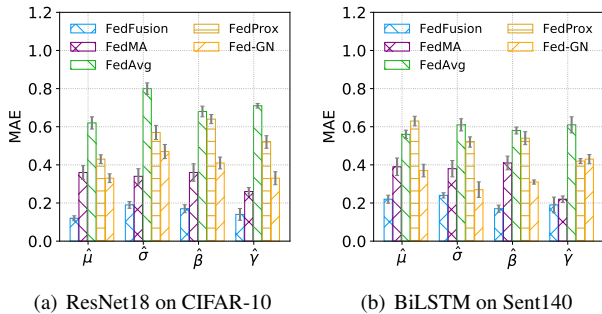 1.2
1.0
0.8
0.6
0.4
0.2
0.0
MAE
FedFusion
FedMA
FedAvg
FedProx
Fed-GN
μ̂ σ̂ β̂ γ̂
(a) ResNet18 on CIFAR-10
1.2
1.0
0.8
0.6
0.4
0.2
0.0
MAE
FedFusion
FedMA
FedAvg
FedProx
Fed-GN
μ̂ σ̂ β̂ γ̂
(b) BiLSTM on Sent140